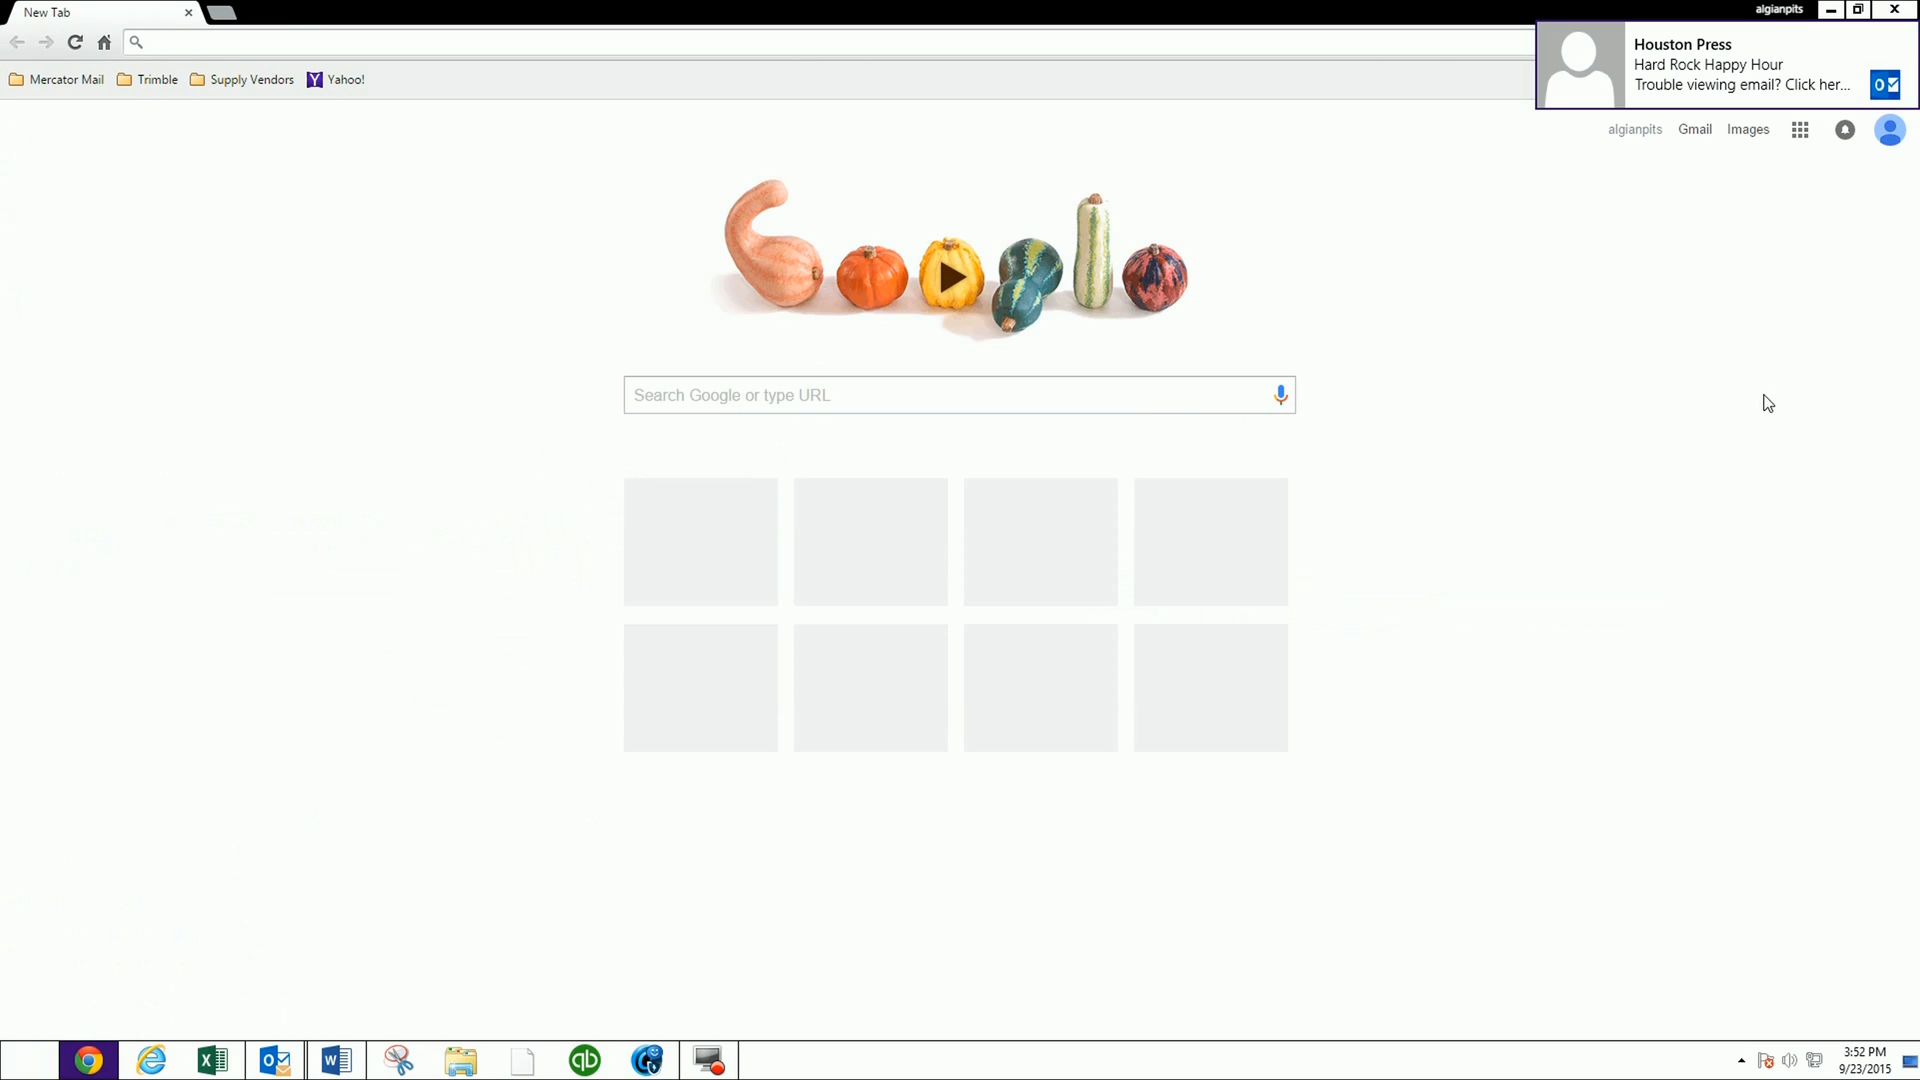 New Tab
algianpits
Houston Press
Hard Rock Happy Hour
Trouble viewing email? Click her...
Mercator Mail
Trimble
Supply Vendors
Yahoo!
algianpits
Gmail
Images
Search Google or type URL
3:52 PM
9/23/2015